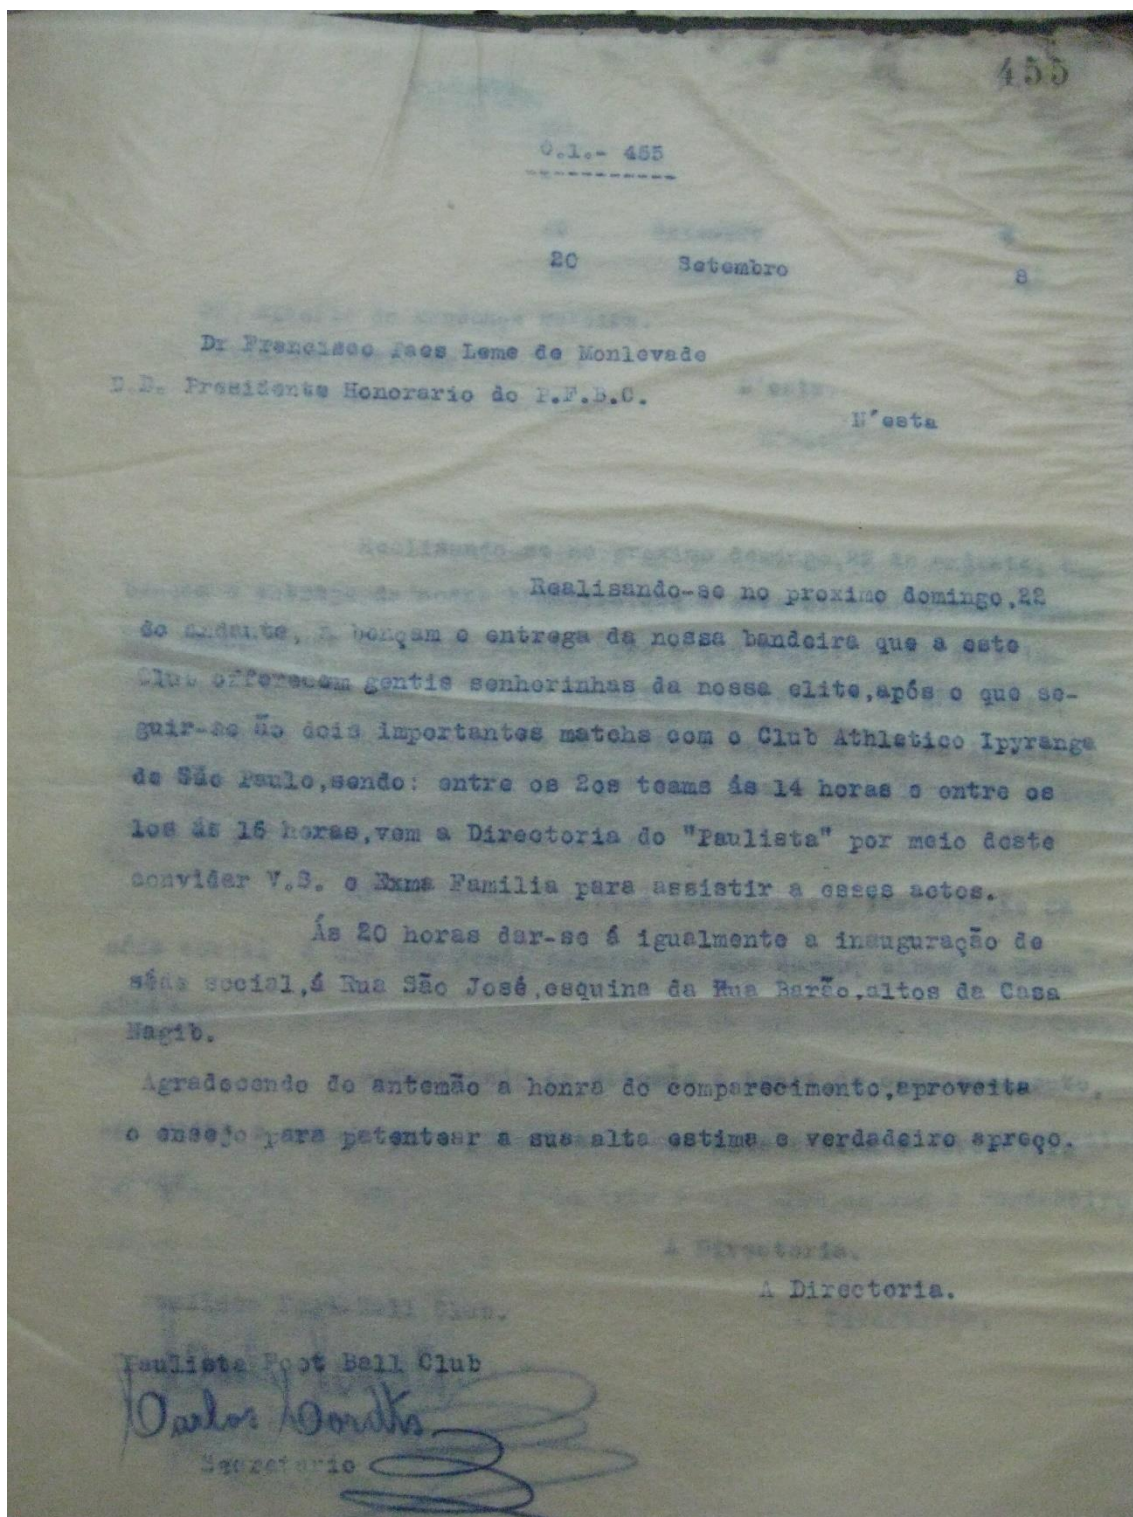 455
O.1.- 455
20 Setembro 8
Dr Francisco Paes Leme de Monlevade
D.D. Presidente Honorario do P.F.B.C.
N'esta
Realisando-se no proximo domingo,22
do andante, a bençam e entrega da nossa bandeira que a este
Club offerecem gentis senhorinhas da nossa elite,após o que se-
guir-se ão dois importantes matchs com o Club Athletico Ipyranga
de São Paulo,sendo: entre os 2os teams ás 14 horas e entre os
1os ás 16 horas,vem a Directoria do "Paulista" por meio deste
convidar V.S. e Exma Familia para assistir a esses actos.
Ás 20 horas dar-se á igualmente a inauguração de
séde social,á Rua São José,esquina da Rua Barão,altos da Casa
Nagib.
Agradecendo de antemão a honra do comparecimento,aproveita
o ensejo para patentear a sua alta estima e verdadeiro apreço.
A Directoria.
A Directoria.
Paulista Foot Ball Club
Carlos
Secretario